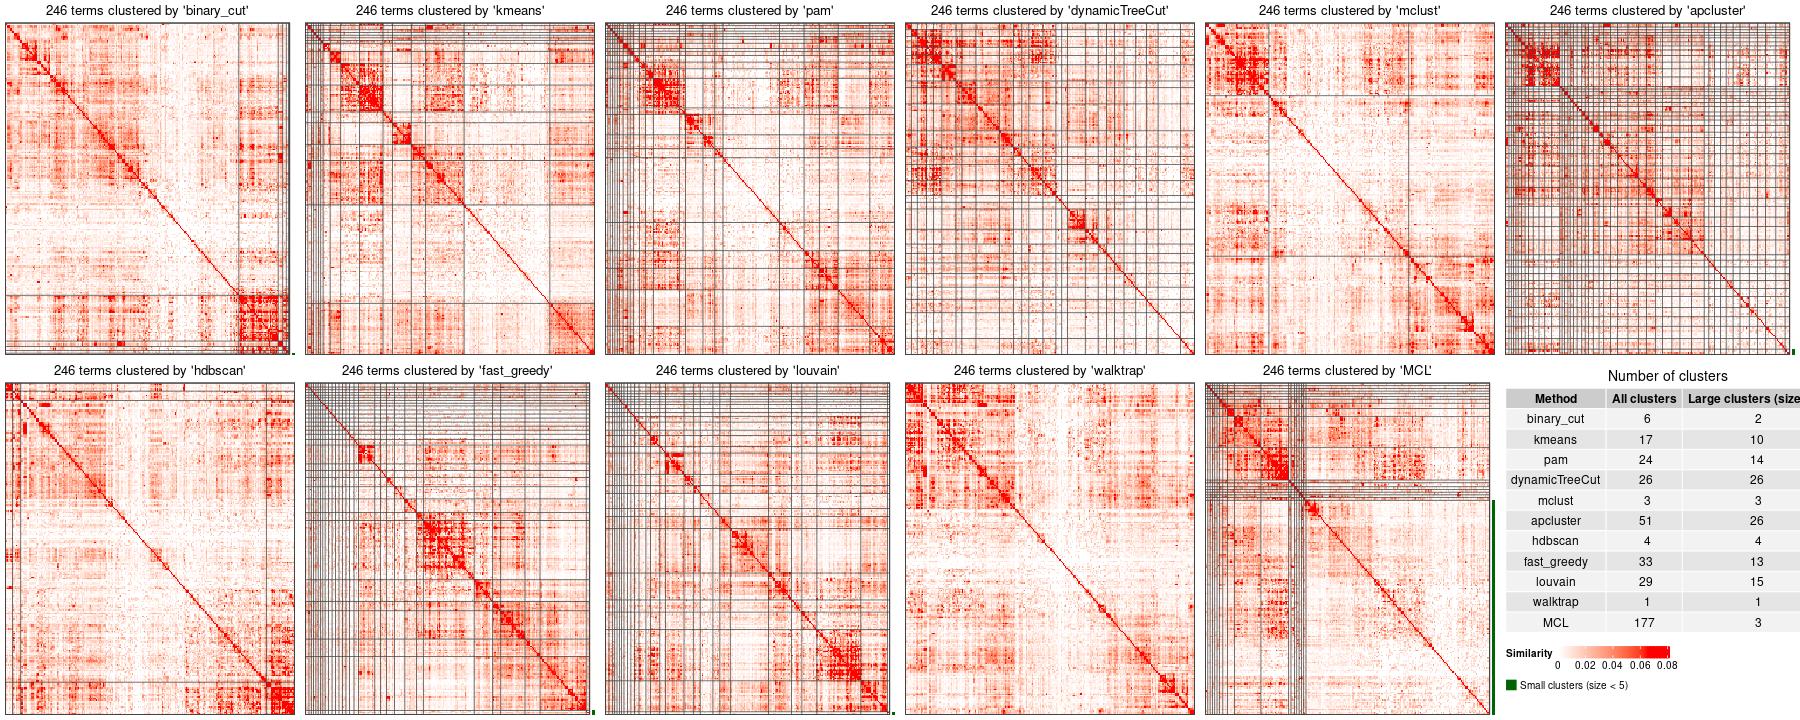 246 terms clustered by 'binary_cut'
246 terms clustered by 'kmeans'
246 terms clustered by 'pam'
246 terms clustered by 'dynamicTreeCut'
246 terms clustered by 'mclust'
246 terms clustered by 'apcluster'
246 terms clustered by 'hdbscan'
246 terms clustered by 'fast_greedy'
246 terms clustered by 'louvain'
246 terms clustered by 'walktrap'
246 terms clustered by 'MCL'
Number of clusters
Method All clusters Large clusters (size
binary_cut 6 2
kmeans 17 10
pam 24 14
dynamicTreeCut 26 26
mclust 3 3
apcluster 51 26
hdbscan 4 4
fast_greedy 33 13
louvain 29 15
walktrap 1 1
MCL 177 3
Similarity
0 0.02 0.04 0.06 0.08
Small clusters (size < 5)